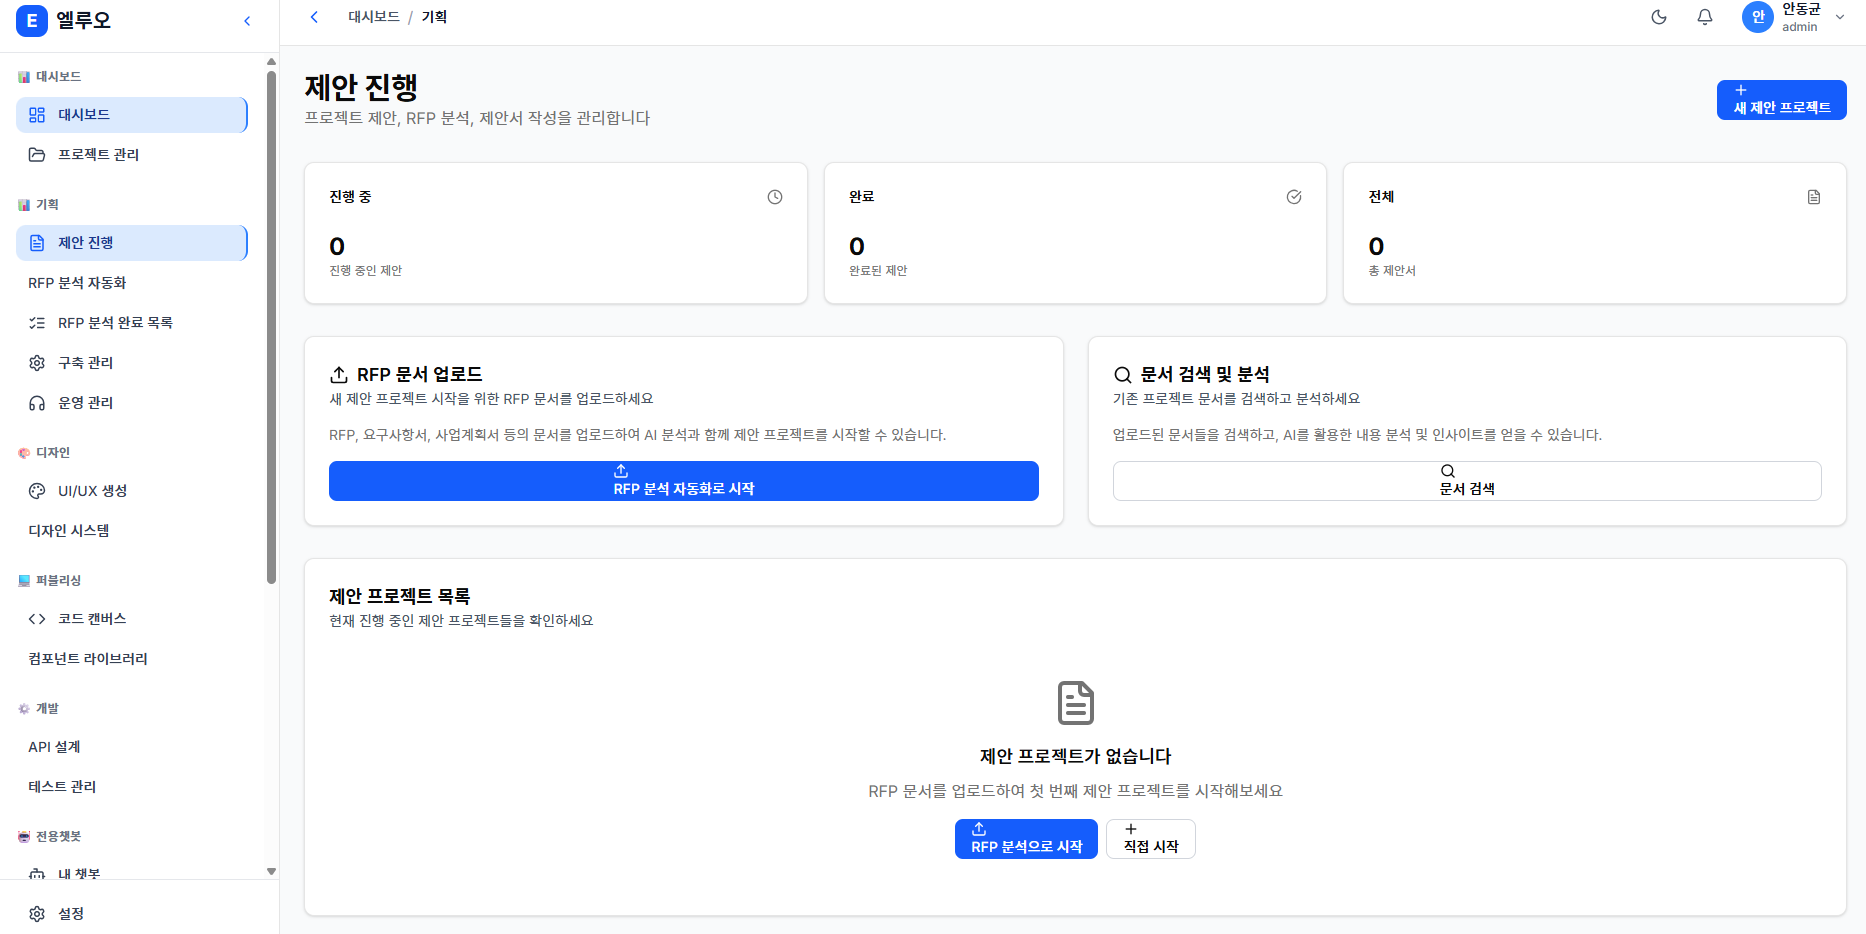 E 엘루오
대시보드
대시보드
프로젝트 관리
기획
제안 진행
RFP 분석 자동화
RFP 분석 완료 목록
구축 관리
운영 관리
디자인
UI/UX 생성
디자인 시스템
퍼블리싱
코드 캔버스
컴포넌트 라이브러리
개발
API 설계
테스트 관리
전용챗봇
내 챗봇
설정
대시보드 / 기획
안
안동균
admin
제안 진행
프로젝트 제안, RFP 분석, 제안서 작성을 관리합니다
새 제안 프로젝트
진행 중
0
진행 중인 제안
완료
0
완료된 제안
전체
0
총 제안서
RFP 문서 업로드
새 제안 프로젝트 시작을 위한 RFP 문서를 업로드하세요
RFP, 요구사항서, 사업계획서 등의 문서를 업로드하여 AI 분석과 함께 제안 프로젝트를 시작할 수 있습니다.
RFP 분석 자동화로 시작
문서 검색 및 분석
기존 프로젝트 문서를 검색하고 분석하세요
업로드된 문서들을 검색하고, AI를 활용한 내용 분석 및 인사이트를 얻을 수 있습니다.
문서 검색
제안 프로젝트 목록
현재 진행 중인 제안 프로젝트들을 확인하세요
제안 프로젝트가 없습니다
RFP 문서를 업로드하여 첫 번째 제안 프로젝트를 시작해보세요
RFP 분석으로 시작
직접 시작